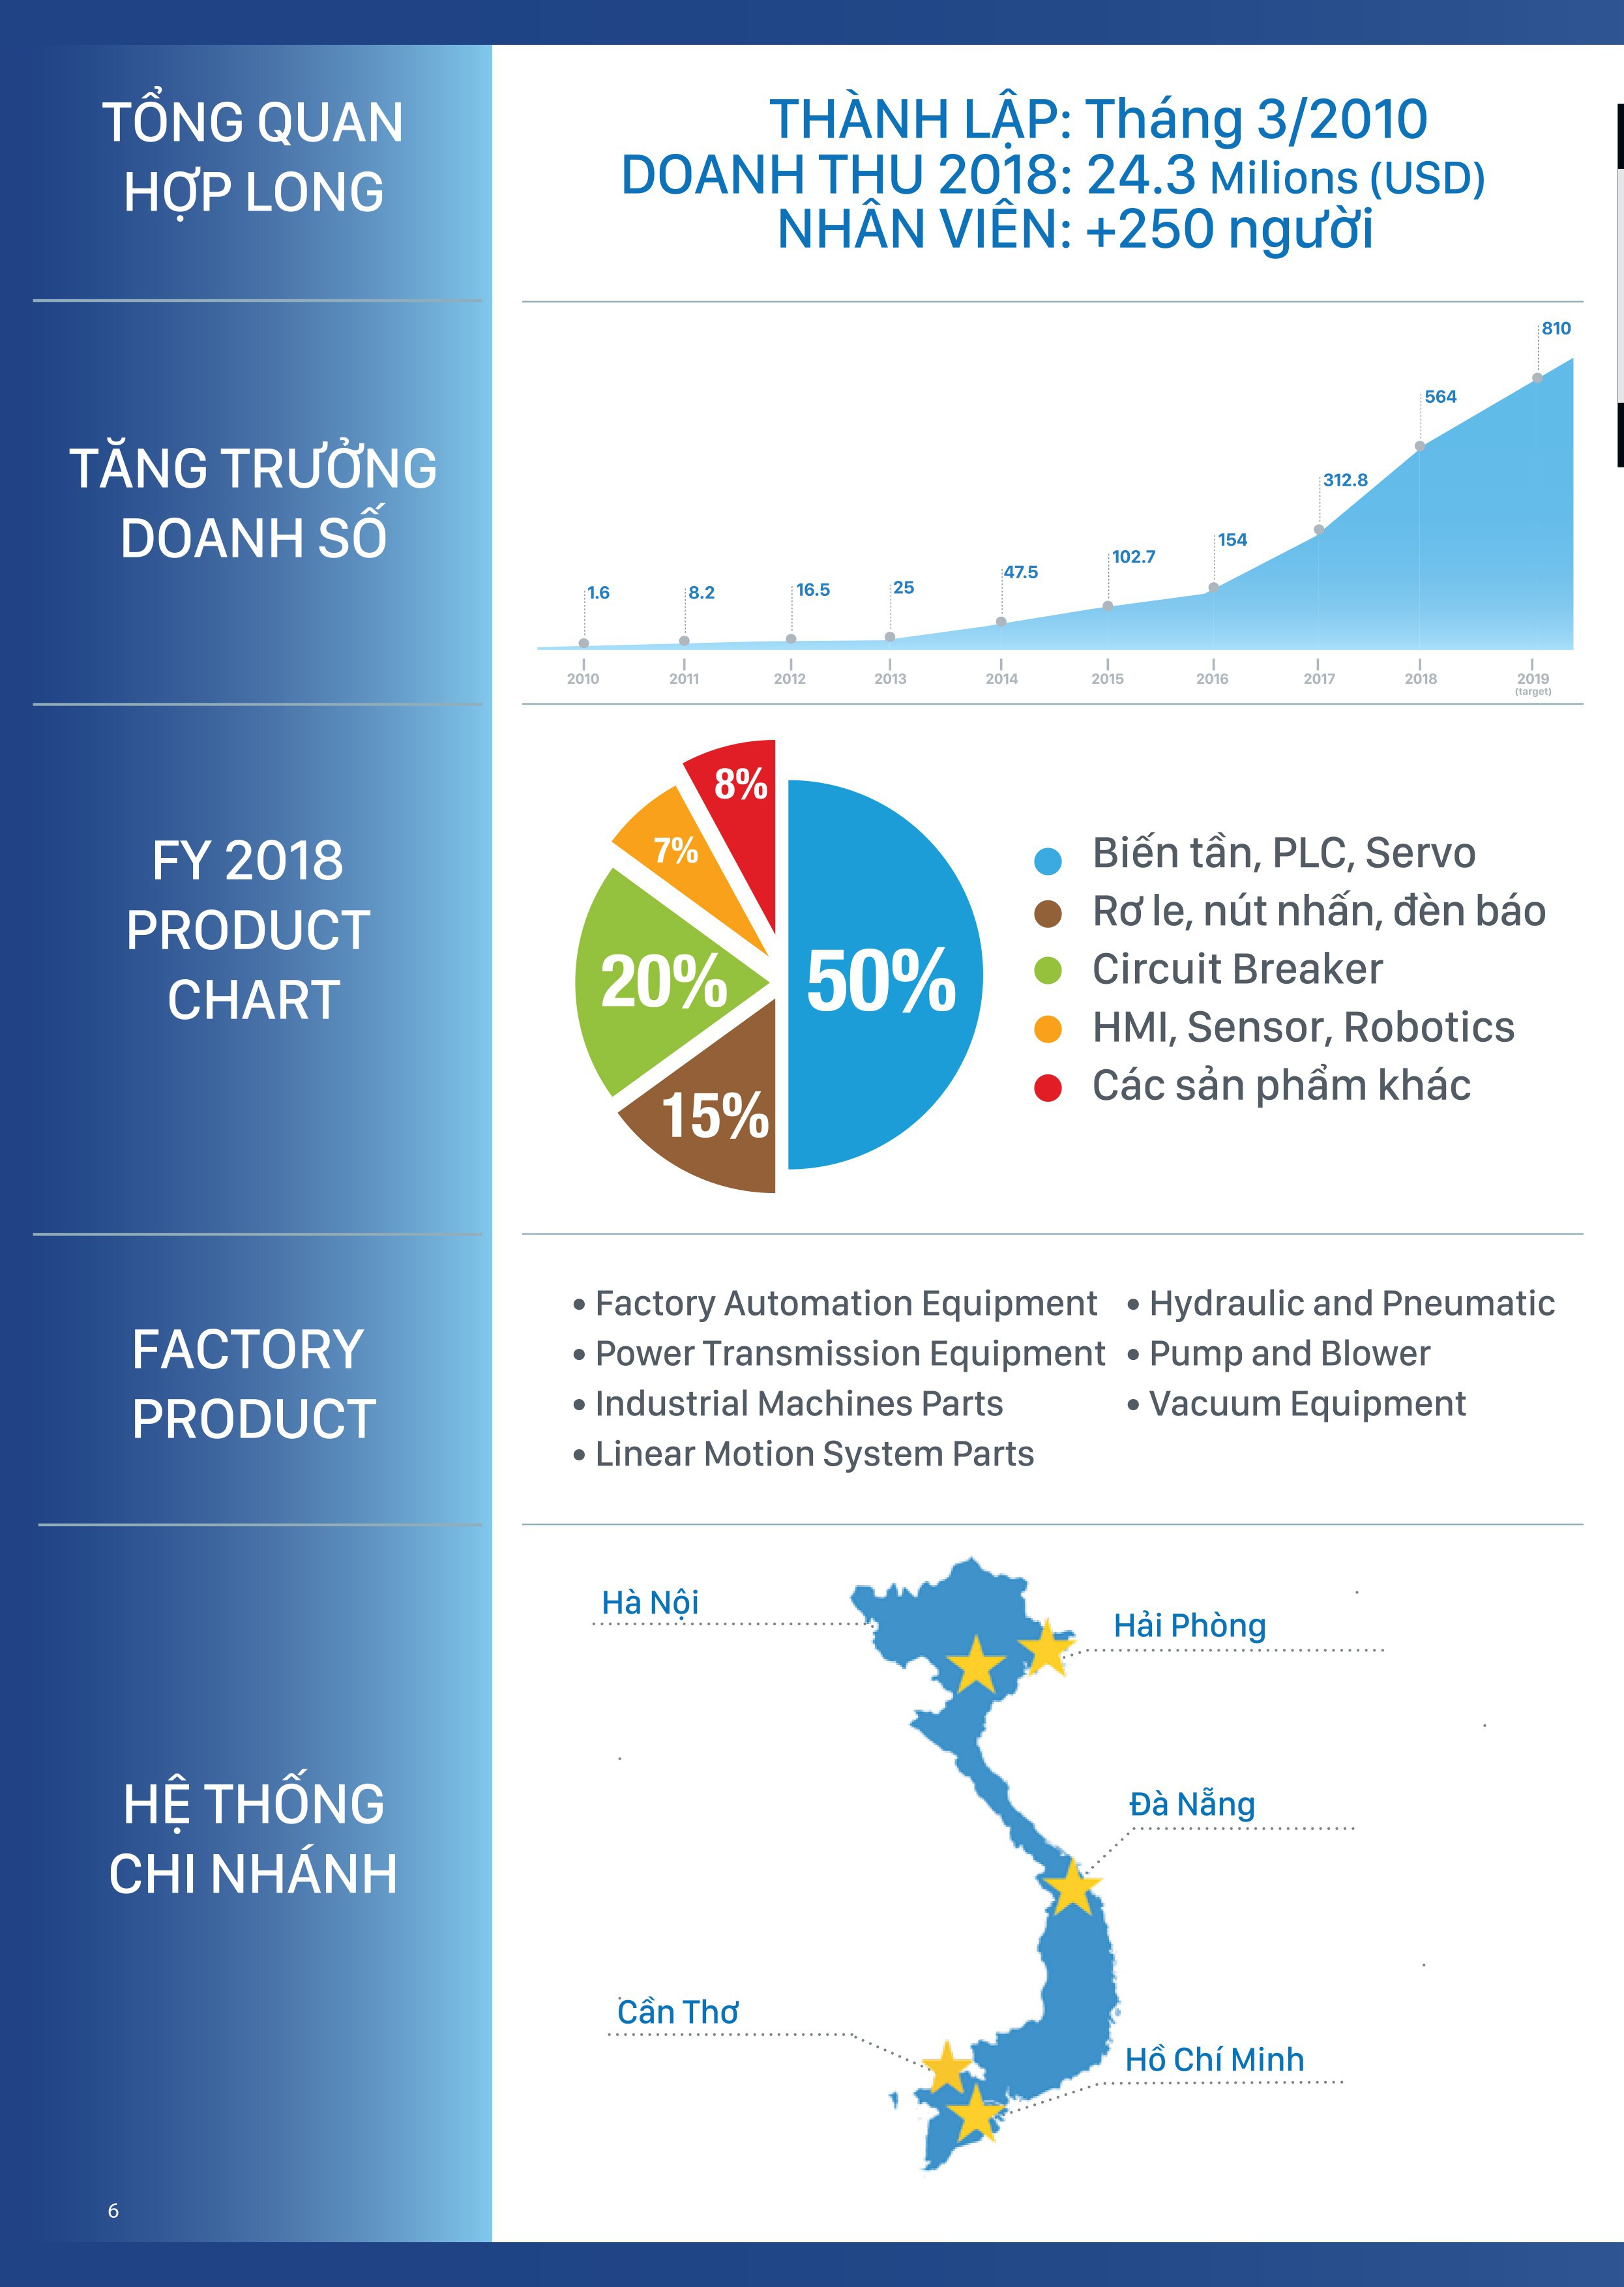 TỔNG QUAN
HỢP LONG
THÀNH LẬP: Tháng 3/2010
DOANH THU 2018: 24.3 Milions (USD)
NHÂN VIÊN: +250 người
TĂNG TRƯỞNG
DOANH SỐ
1.6
8.2
16.5
25
47.5
102.7
154
312.8
564
810
2010
2011
2012
2013
2014
2015
2016
2017
2018
2019
(target)
FY 2018
PRODUCT
CHART
8%
7%
20%
50%
15%
Biến tần, PLC, Servo
Rơ le, nút nhấn, đèn báo
Circuit Breaker
HMI, Sensor, Robotics
Các sản phẩm khác
FACTORY
PRODUCT
• Factory Automation Equipment
• Power Transmission Equipment
• Industrial Machines Parts
• Linear Motion System Parts
• Hydraulic and Pneumatic
• Pump and Blower
• Vacuum Equipment
HỆ THỐNG
CHI NHÁNH
Hà Nội
Hải Phòng
Đà Nẵng
Cần Thơ
Hồ Chí Minh
6